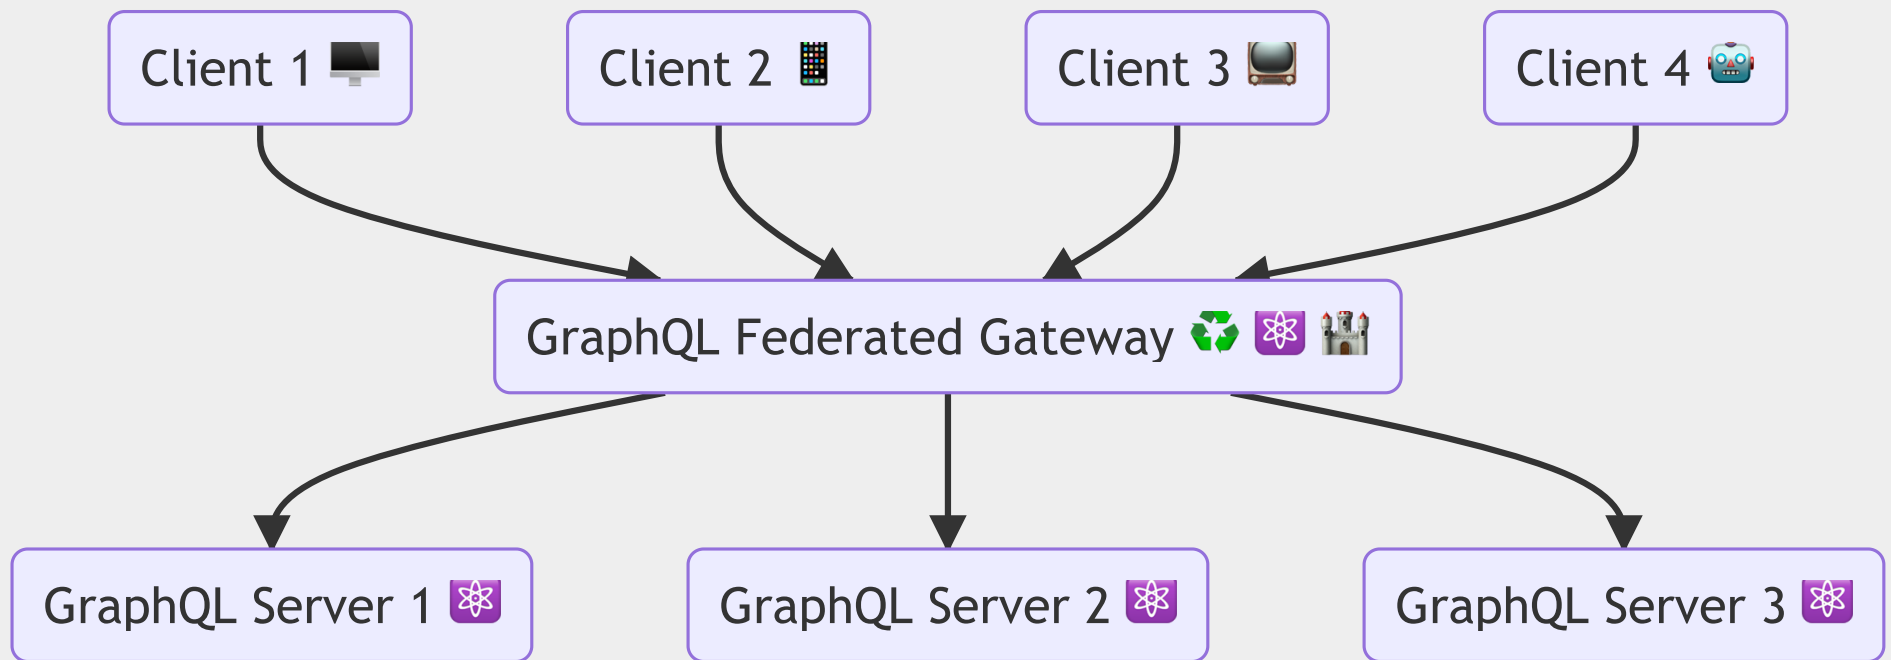 Client 1 🖥️
Client 2 📱
Client 3 📺
Client 4 🤖
GraphQL Federated Gateway ♻️ ⚛️ 🏰
GraphQL Server 1 ⚛️
GraphQL Server 2 ⚛️
GraphQL Server 3 ⚛️